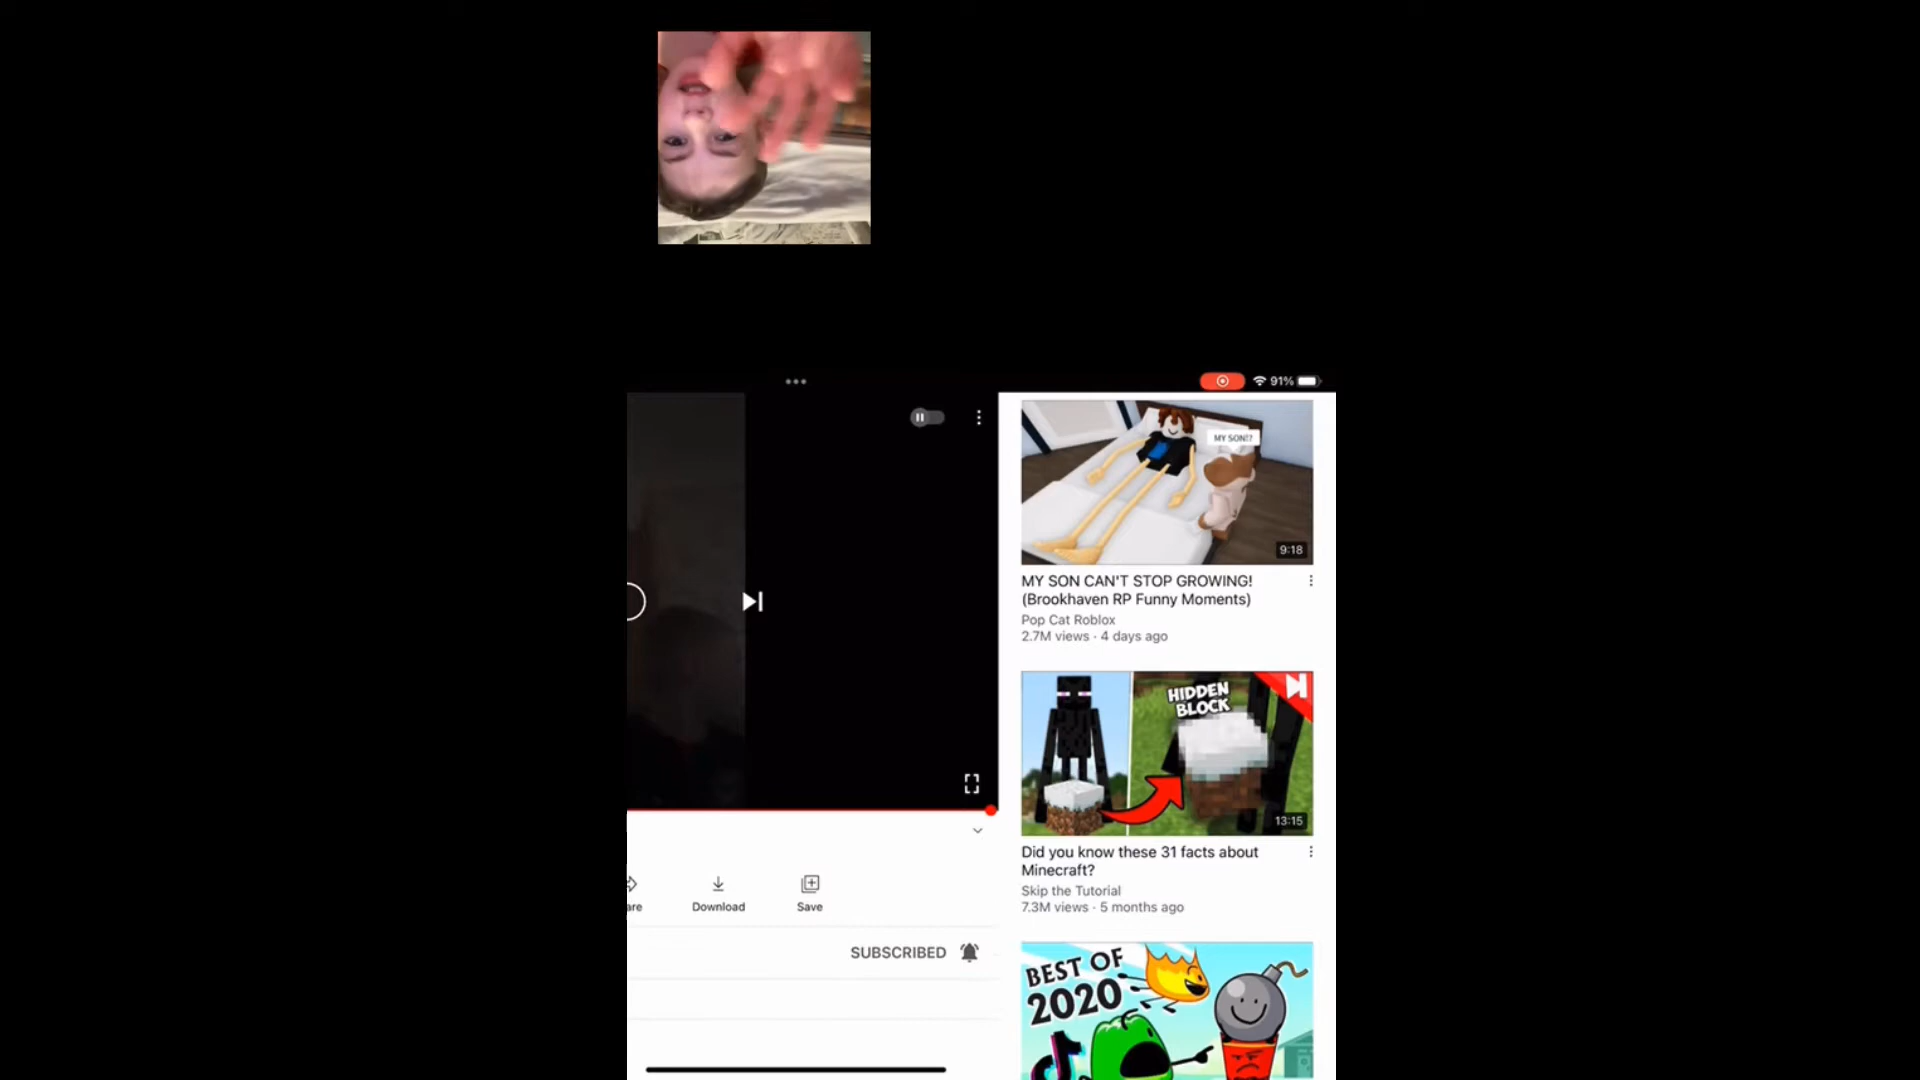 91%
MY SON!?
9:18
MY SON CAN'T STOP GROWING!
(Brookhaven RP Funny Moments)
Pop Cat Roblox
2.7M views · 4 days ago
HIDDEN
BLOCK
13:15
Did you know these 31 facts about
Minecraft?
Skip the Tutorial
7.3M views · 5 months ago
BEST OF
2020
are
Download
Save
SUBSCRIBED